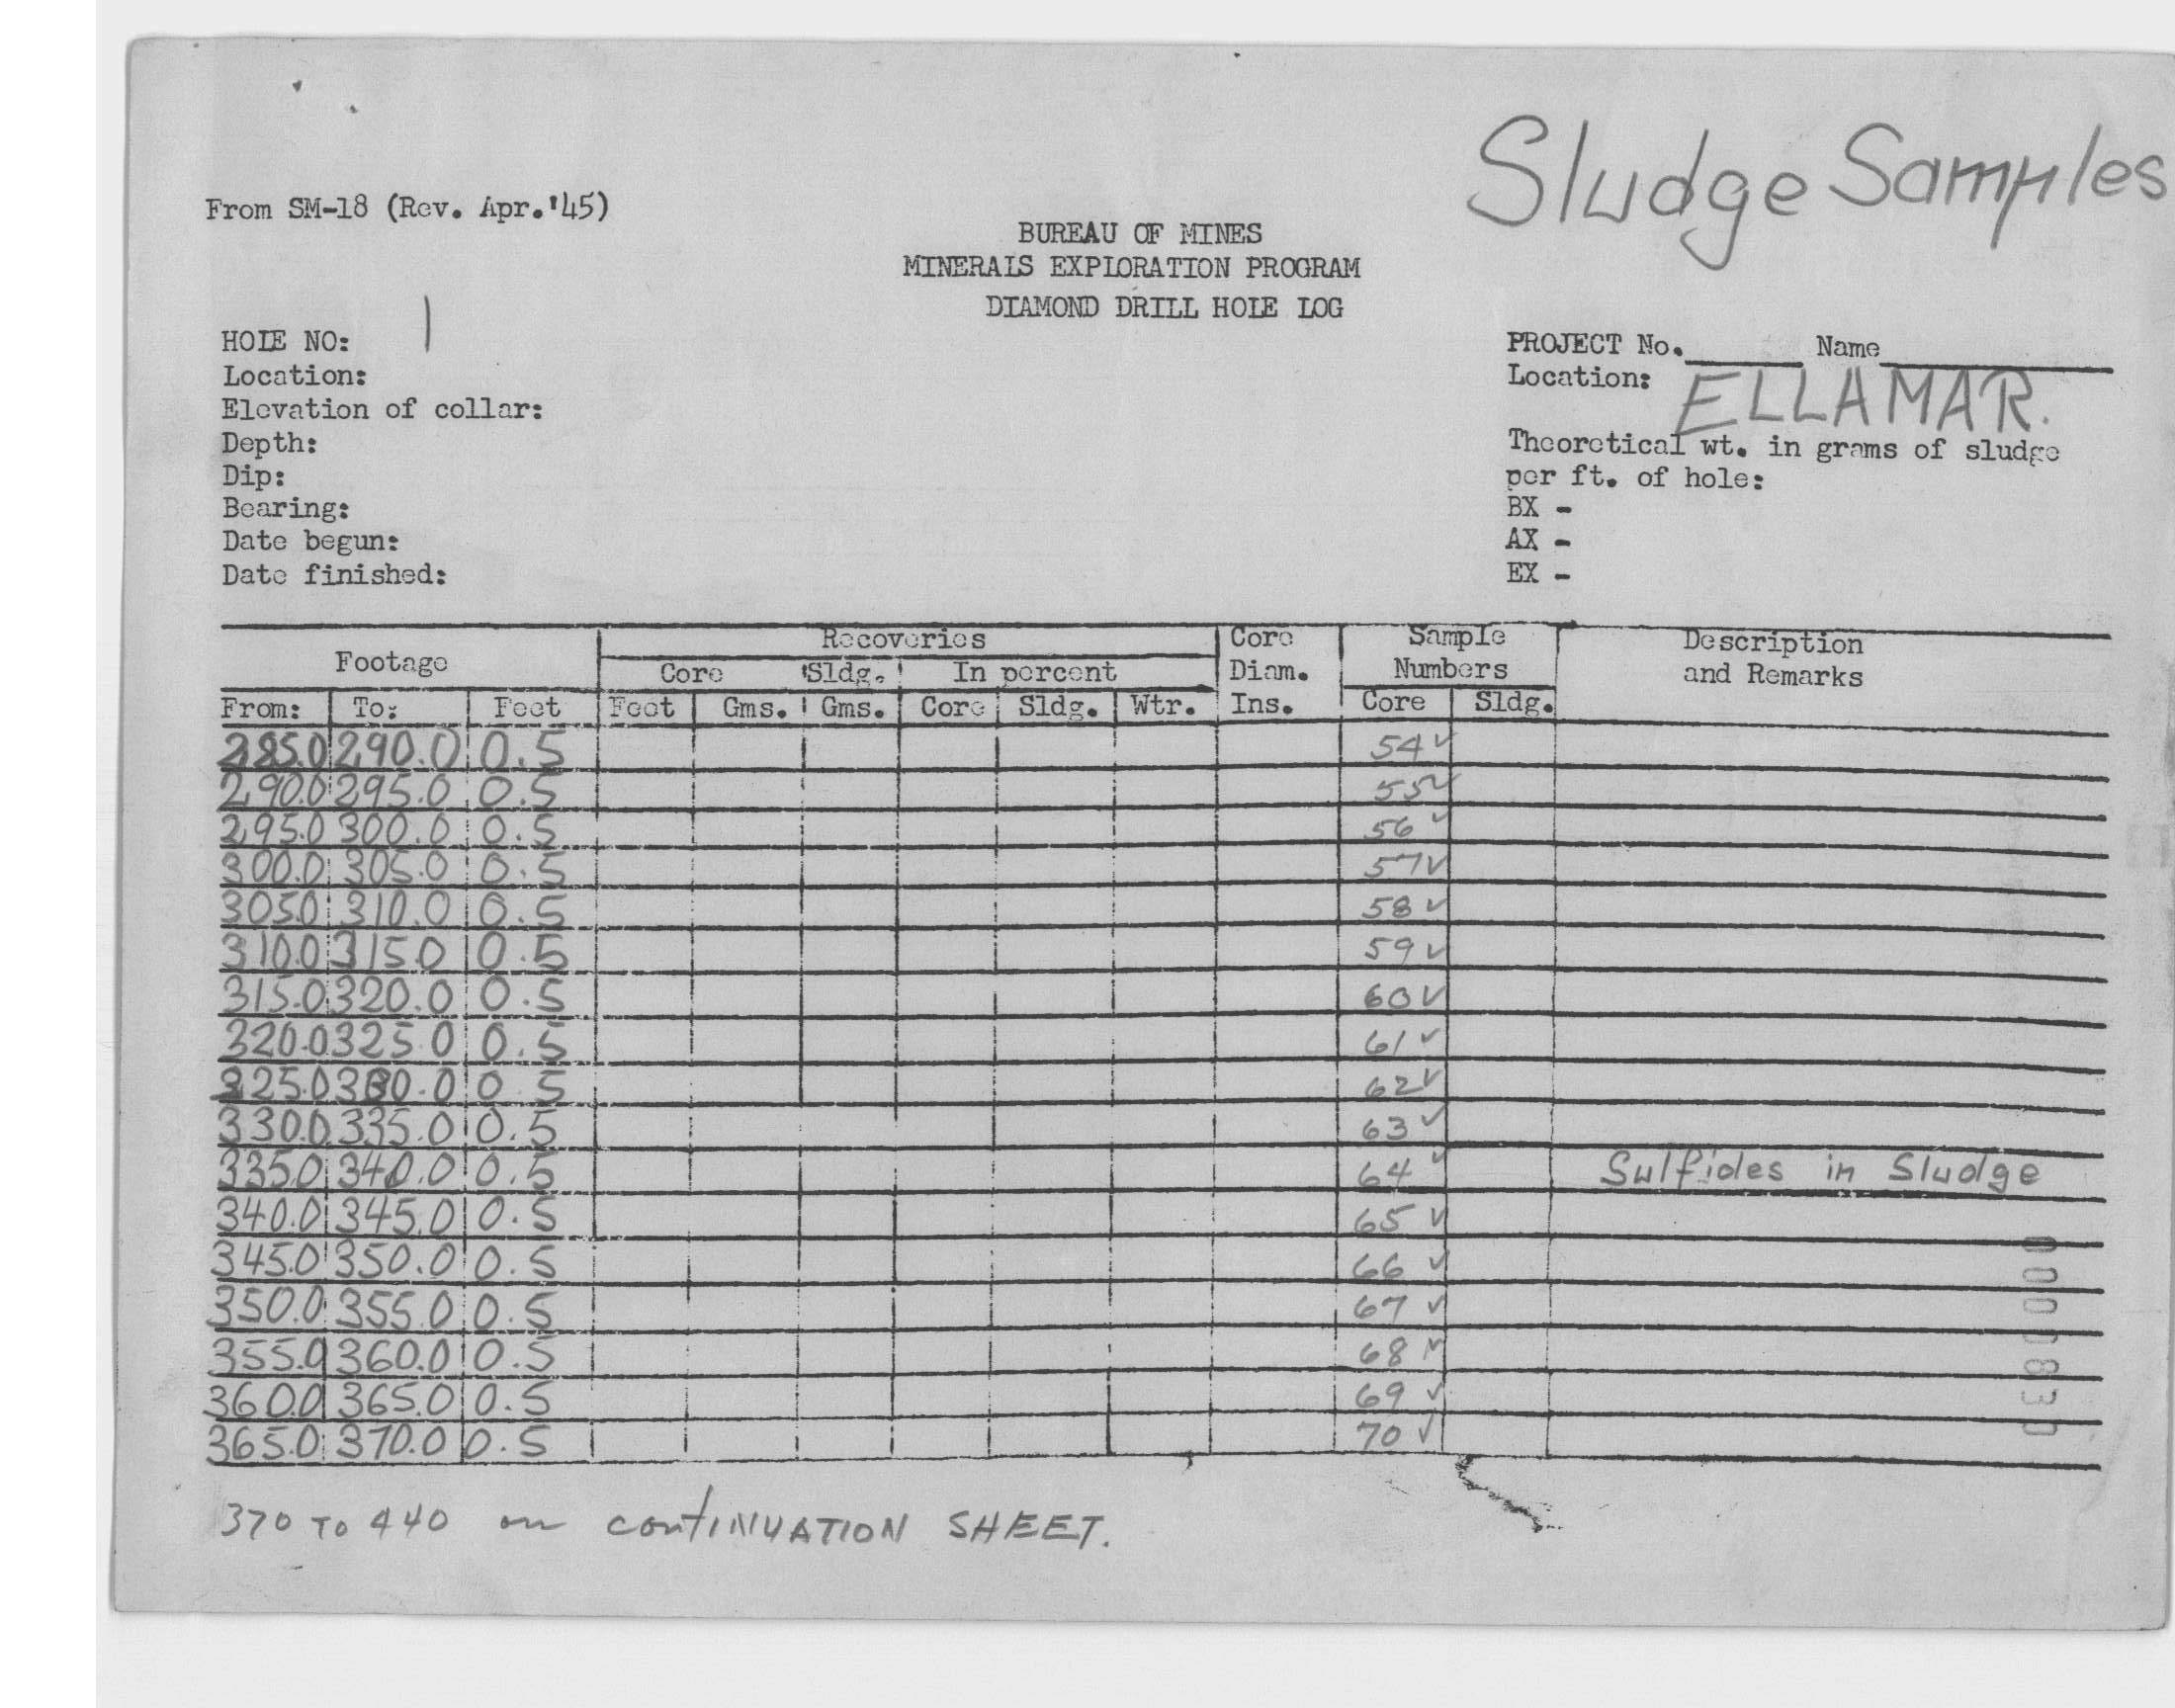 Sludge Samples
From SM-18 (Rev. Apr.'45)
BUREAU OF MINES
MINERALS EXPLORATION PROGRAM
DIAMOND DRILL HOLE LOG
HOLE NO: 1
Location:
Elevation of collar:
Depth:
Dip:
Bearing:
Date begun:
Date finished:
PROJECT No. Name
Location: ELLAMAR.
Theoretical wt. in grams of sludge
per ft. of hole:
BX -
AX -
EX -
Footage Recoveries Core Diam. Ins. Sample Numbers Description and Remarks
Core Sldg. In percent
From: To: Feet Feet Gms. Gms. Core Sldg. Wtr. Core Sldg.
285.0 290.0 0.5 54 ✓
290.0 295.0 0.5 55 ✓
295.0 300.0 0.5 56 ✓
300.0 305.0 0.5 57 ✓
305.0 310.0 0.5 58 ✓
310.0 315.0 0.5 59 ✓
315.0 320.0 0.5 60 ✓
320.0 325.0 0.5 61 ✓
325.0 330.0 0.5 62 ✓
330.0 335.0 0.5 63 ✓
335.0 340.0 0.5 64 ✓ Sulfides in Sludge
340.0 345.0 0.5 65 ✓
345.0 350.0 0.5 66 ✓
350.0 355.0 0.5 67 ✓
355.0 360.0 0.5 68 ✓
360.0 365.0 0.5 69 ✓
365.0 370.0 0.5 70 ✓
370 TO 440 on continuation SHEET.